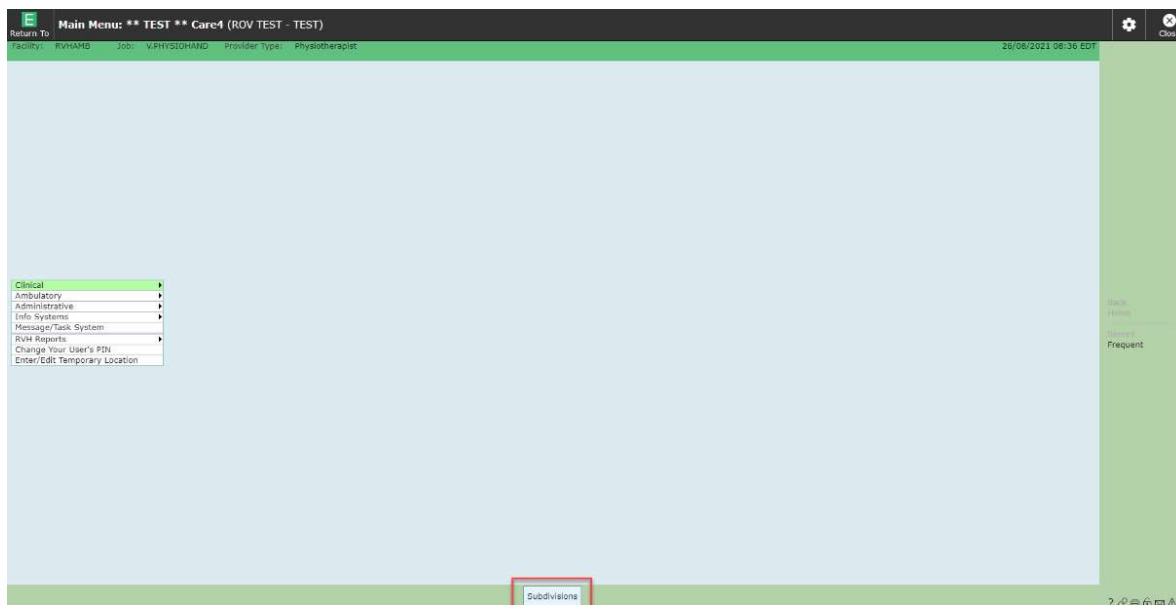 E
Return To
Main Menu: ** TEST ** Care4 (ROV TEST - TEST)
Clos
Facility: RVHAMB Job: V.PHYSIOHAND Provider Type: Physiotherapist 26/08/2021 08:36 EDT
Clinical
Ambulatory
Administrative
Info Systems
Message/Task System
RVH Reports
Change Your User's PIN
Enter/Edit Temporary Location
Back
Home
Frequent
Subdivisions
?